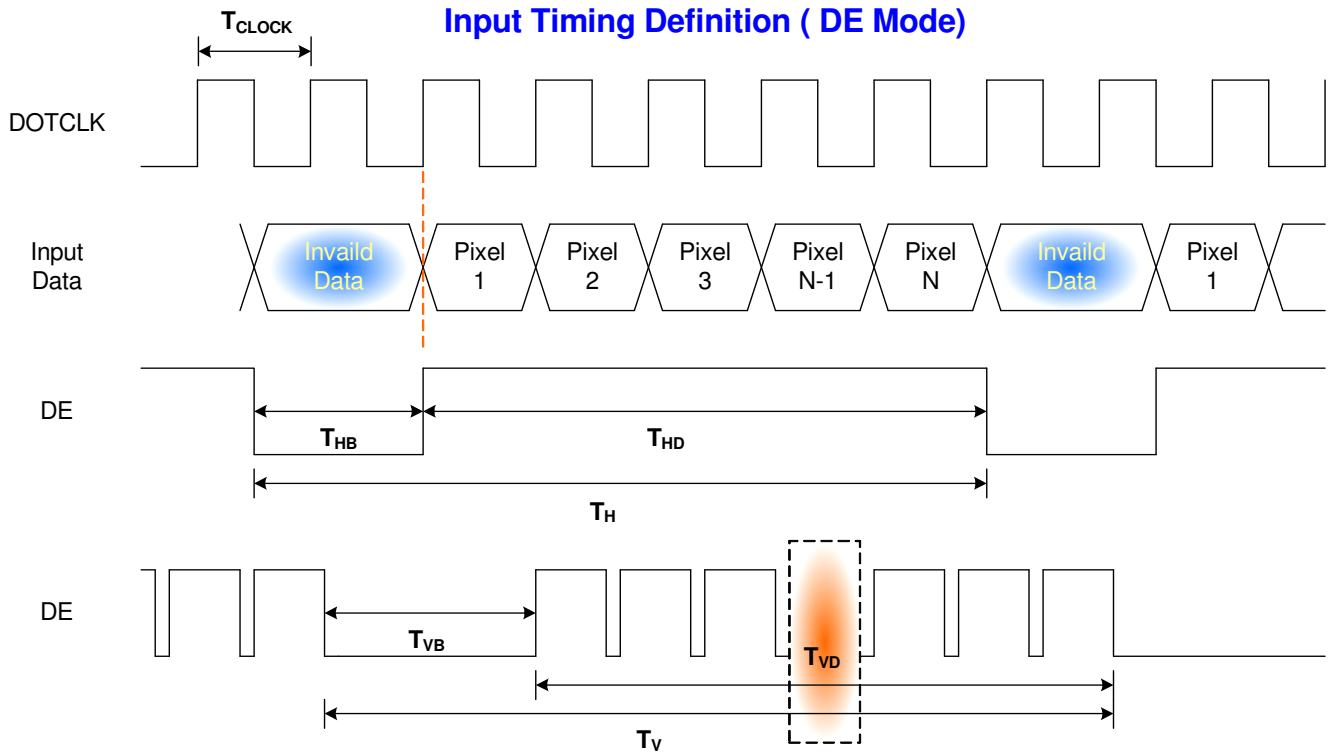 Input Timing Definition ( DE Mode)
TCLOCK
DOTCLK
Input
Data
Invaild
Data
Pixel
1
Pixel
2
Pixel
3
Pixel
N-1
Pixel
N
Invaild
Data
Pixel
1
DE
THB
THD
TH
DE
TVB
TVD
TV